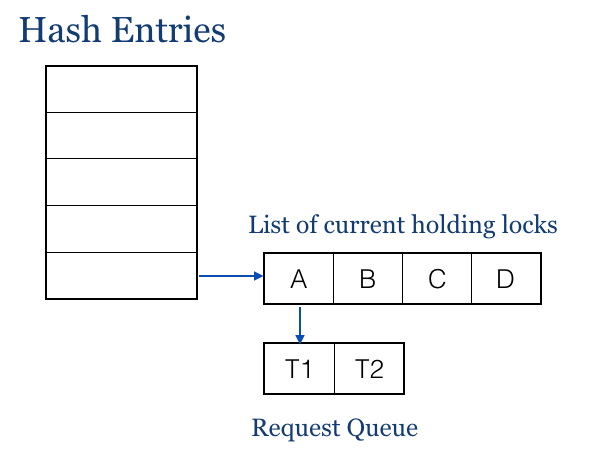 Hash Entries
List of current holding locks
A B C D
T1 T2
Request Queue